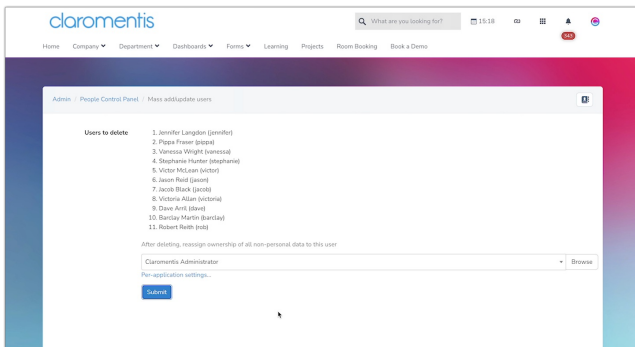 claromentis
What are you looking for?
15:18
343
Home Company Department Dashboards Forms Learning Projects Room Booking Book a Demo
Admin / People Control Panel / Mass add/update users
Users to delete
1. Jennifer Langdon (jennifer)
2. Pippa Fraser (pippa)
3. Vanessa Wright (vanessa)
4. Stephanie Hunter (stephanie)
5. Victor McLean (victor)
6. Jason Reid (jason)
7. Jacob Black (jacob)
8. Victoria Allan (victoria)
9. Dave Arril (dave)
10. Barclay Martin (barclay)
11. Robert Reith (rob)
After deleting, reassign ownership of all non-personal data to this user
Claromentis Administrator Browse
Per-application settings...
Submit